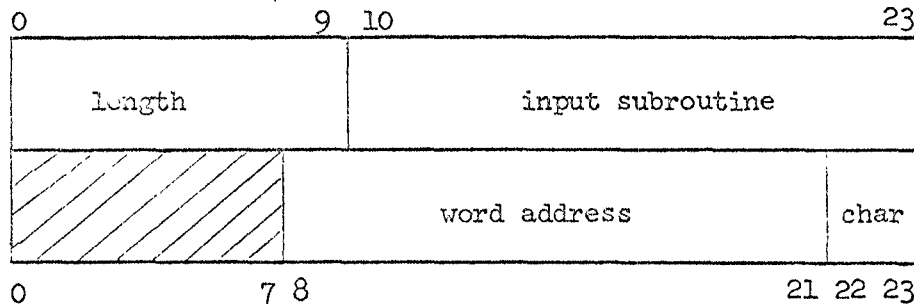 0 9 10 23
length input subroutine
word address char
0 7 8 21 22 23